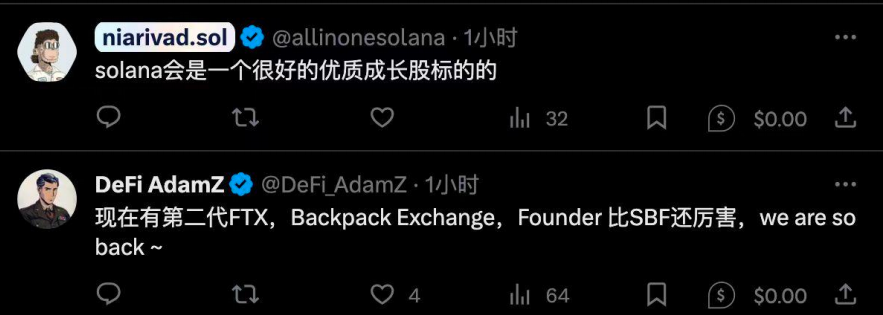 niarivad.sol @allinonesolana · 1小时
solana会是一个很好的优质成长股标的的
32 $0.00
DeFi AdamZ @DeFi_AdamZ · 1小时
现在有第二代FTX，Backpack Exchange，Founder 比SBF还厉害，we are so
back ~
4 64 $0.00